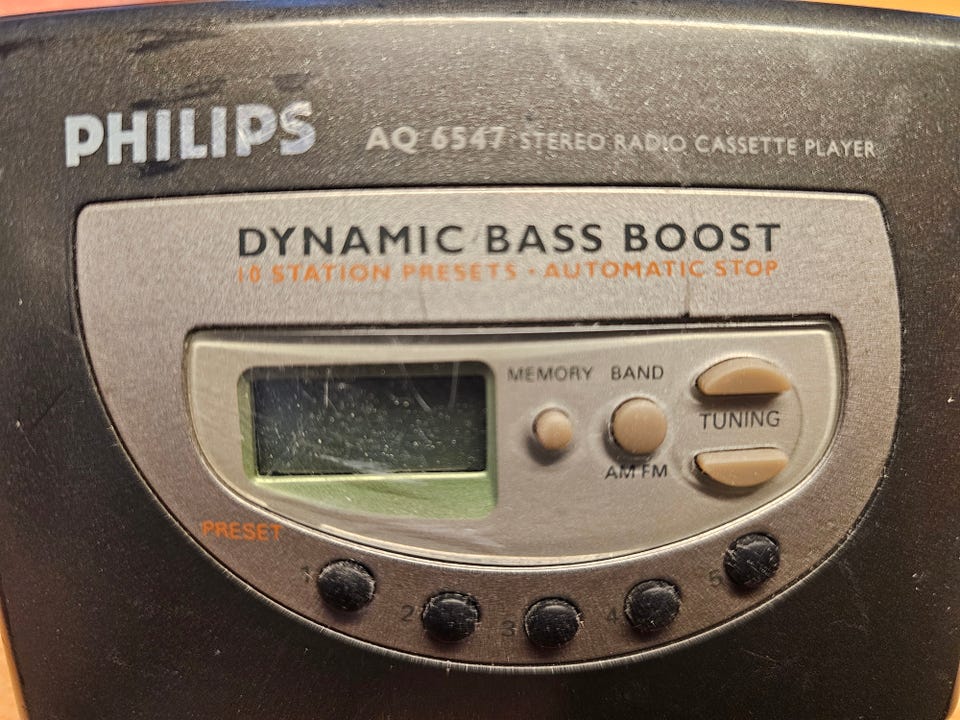 PHILIPS AQ 6547 STEREO RADIO CASSETTE PLAYER
DYNAMIC BASS BOOST
10 STATION PRESETS · AUTOMATIC STOP
MEMORY BAND
TUNING
AM FM
PRESET
1 2 3 4 5